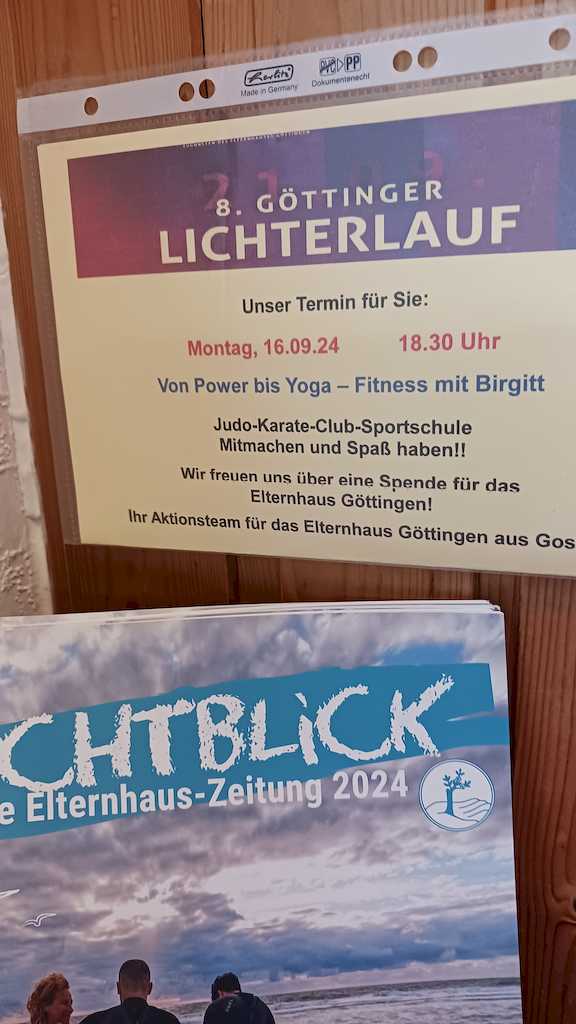 herlitz
Made in Germany
PVC PP
Dokumentenecht
21.09.
8. GÖTTINGER
LICHTERLAUF
Unser Termin für Sie:
Montag, 16.09.24 18.30 Uhr
Von Power bis Yoga – Fitness mit Birgitt
Judo-Karate-Club-Sportschule
Mitmachen und Spaß haben!!
Wir freuen uns über eine Spende für das
Elternhaus Göttingen!
Ihr Aktionsteam für das Elternhaus Göttingen aus Gos
CHTBLiCK
e Elternhaus-Zeitung 2024